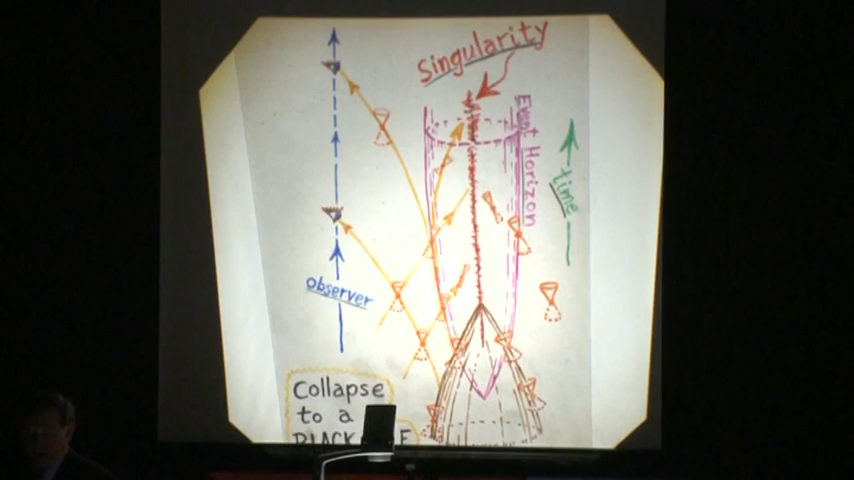 Singularity
Event Horizon
time
observer
Collapse
to a